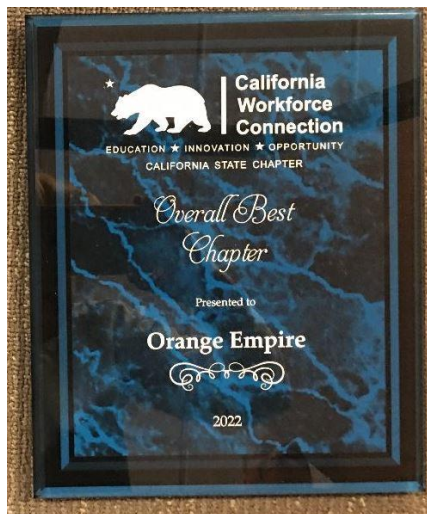 California
Workforce
Connection
EDUCATION ★ INNOVATION ★ OPPORTUNITY
CALIFORNIA STATE CHAPTER
Overall Best
Chapter
Presented to
Orange Empire
2022